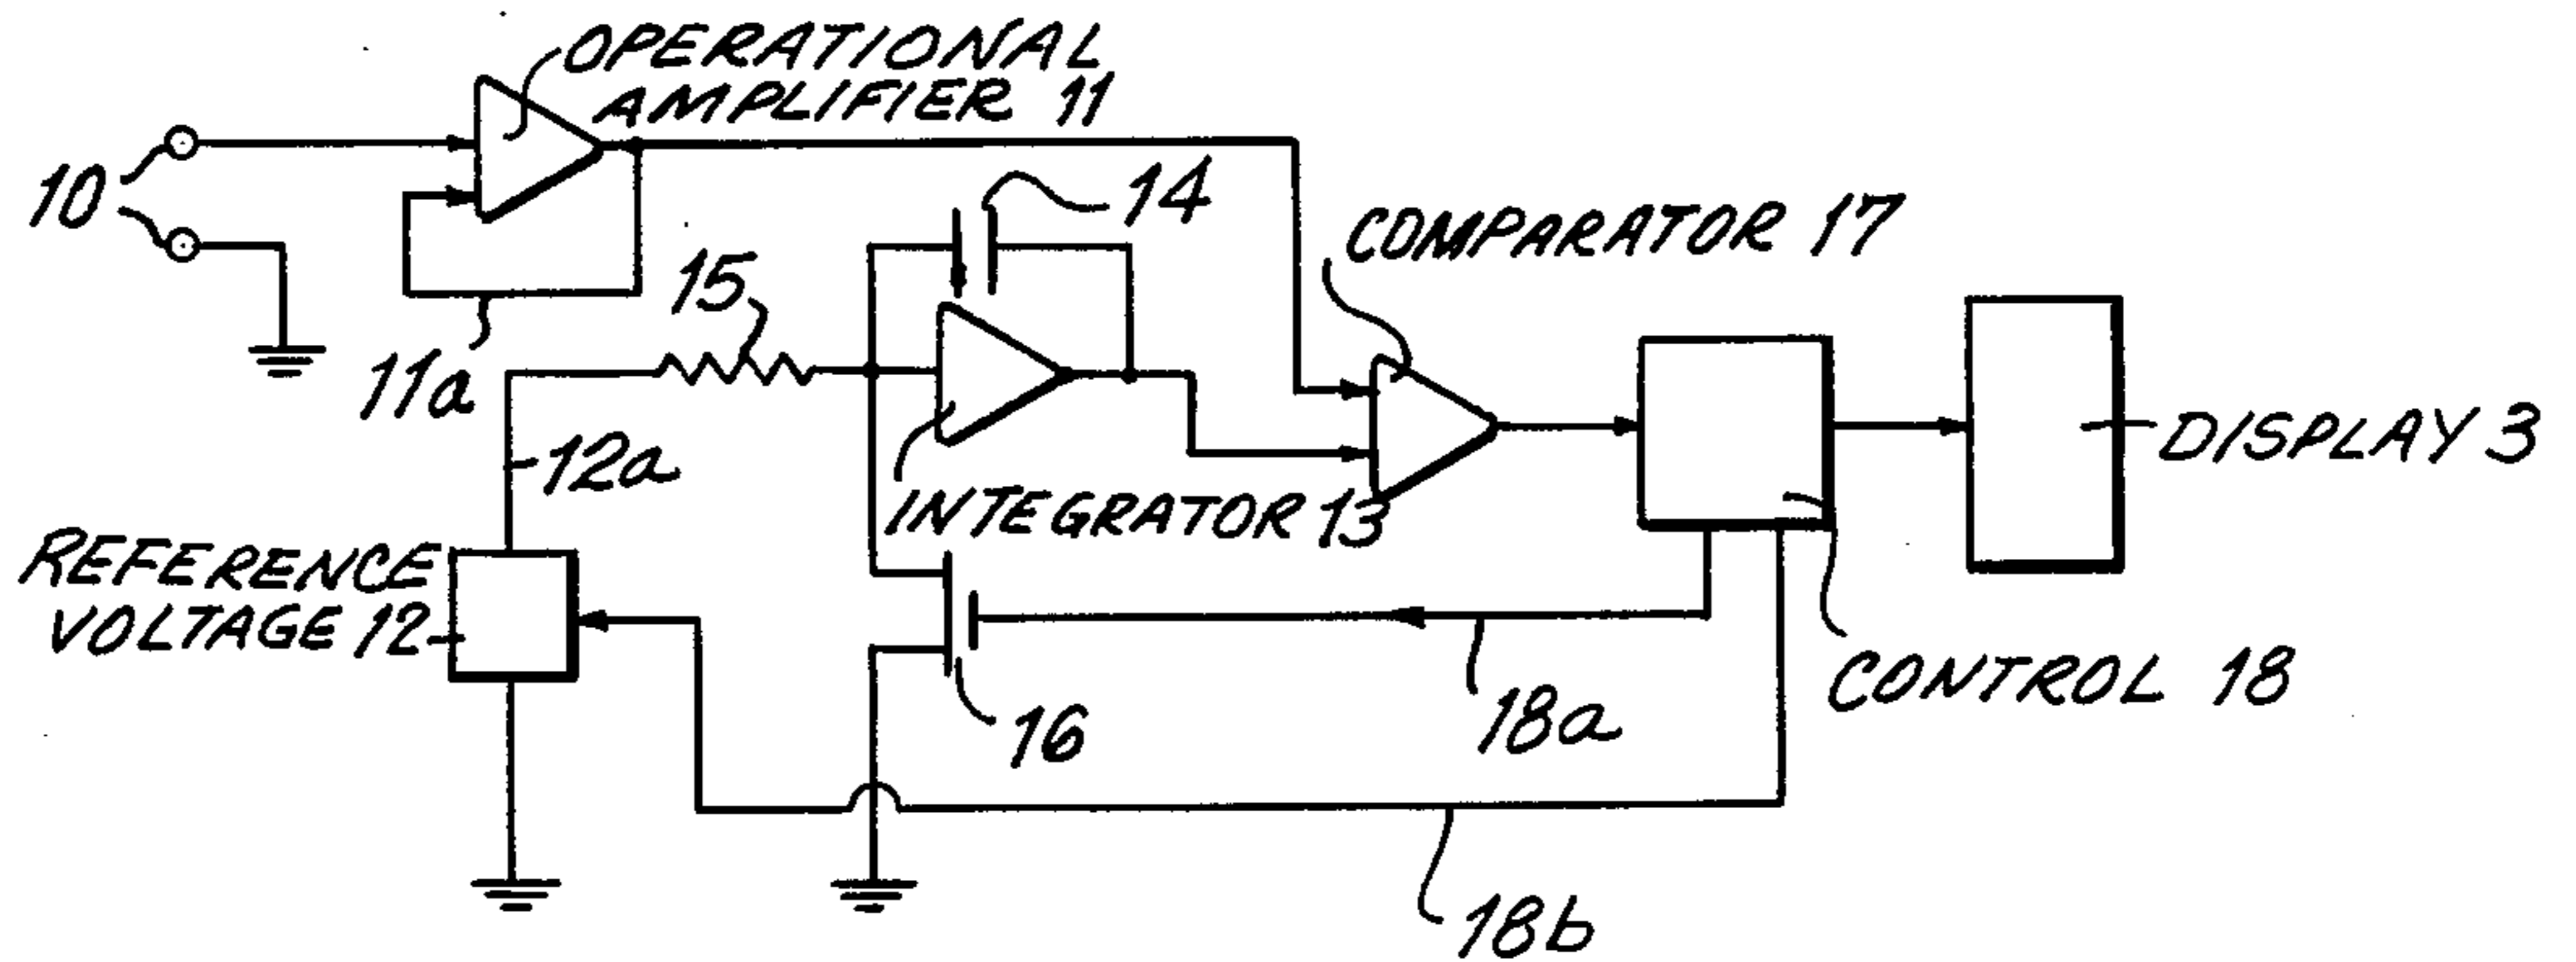 OPERATIONAL
AMPLIFIER 11
10
14
COMPARATOR 17
15
11a
12a
DISPLAY 3
INTEGRATOR 13
REFERENCE
VOLTAGE 12
CONTROL 18
16
18a
18b